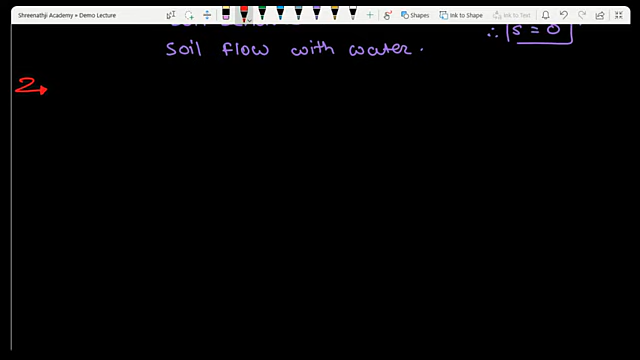 Shreenathji Academy • Demo Lecture
Shapes
Ink to Shape
Ink to Text
∴ s = 0
soil flow with water.
2→